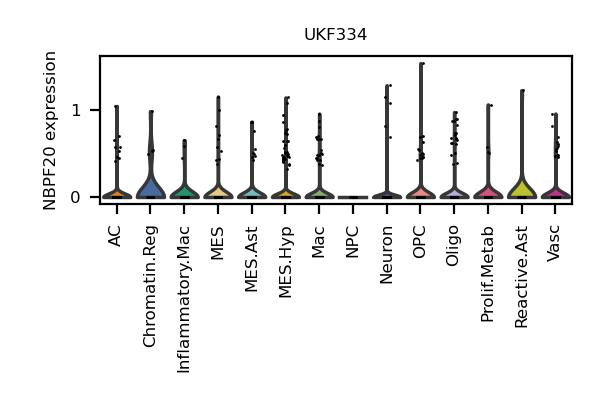 UKF334
NBPF20 expression
1
0
AC
Chromatin.Reg
Inflammatory.Mac
MES
MES.Ast
MES.Hyp
Mac
NPC
Neuron
OPC
Oligo
Prolif.Metab
Reactive.Ast
Vasc